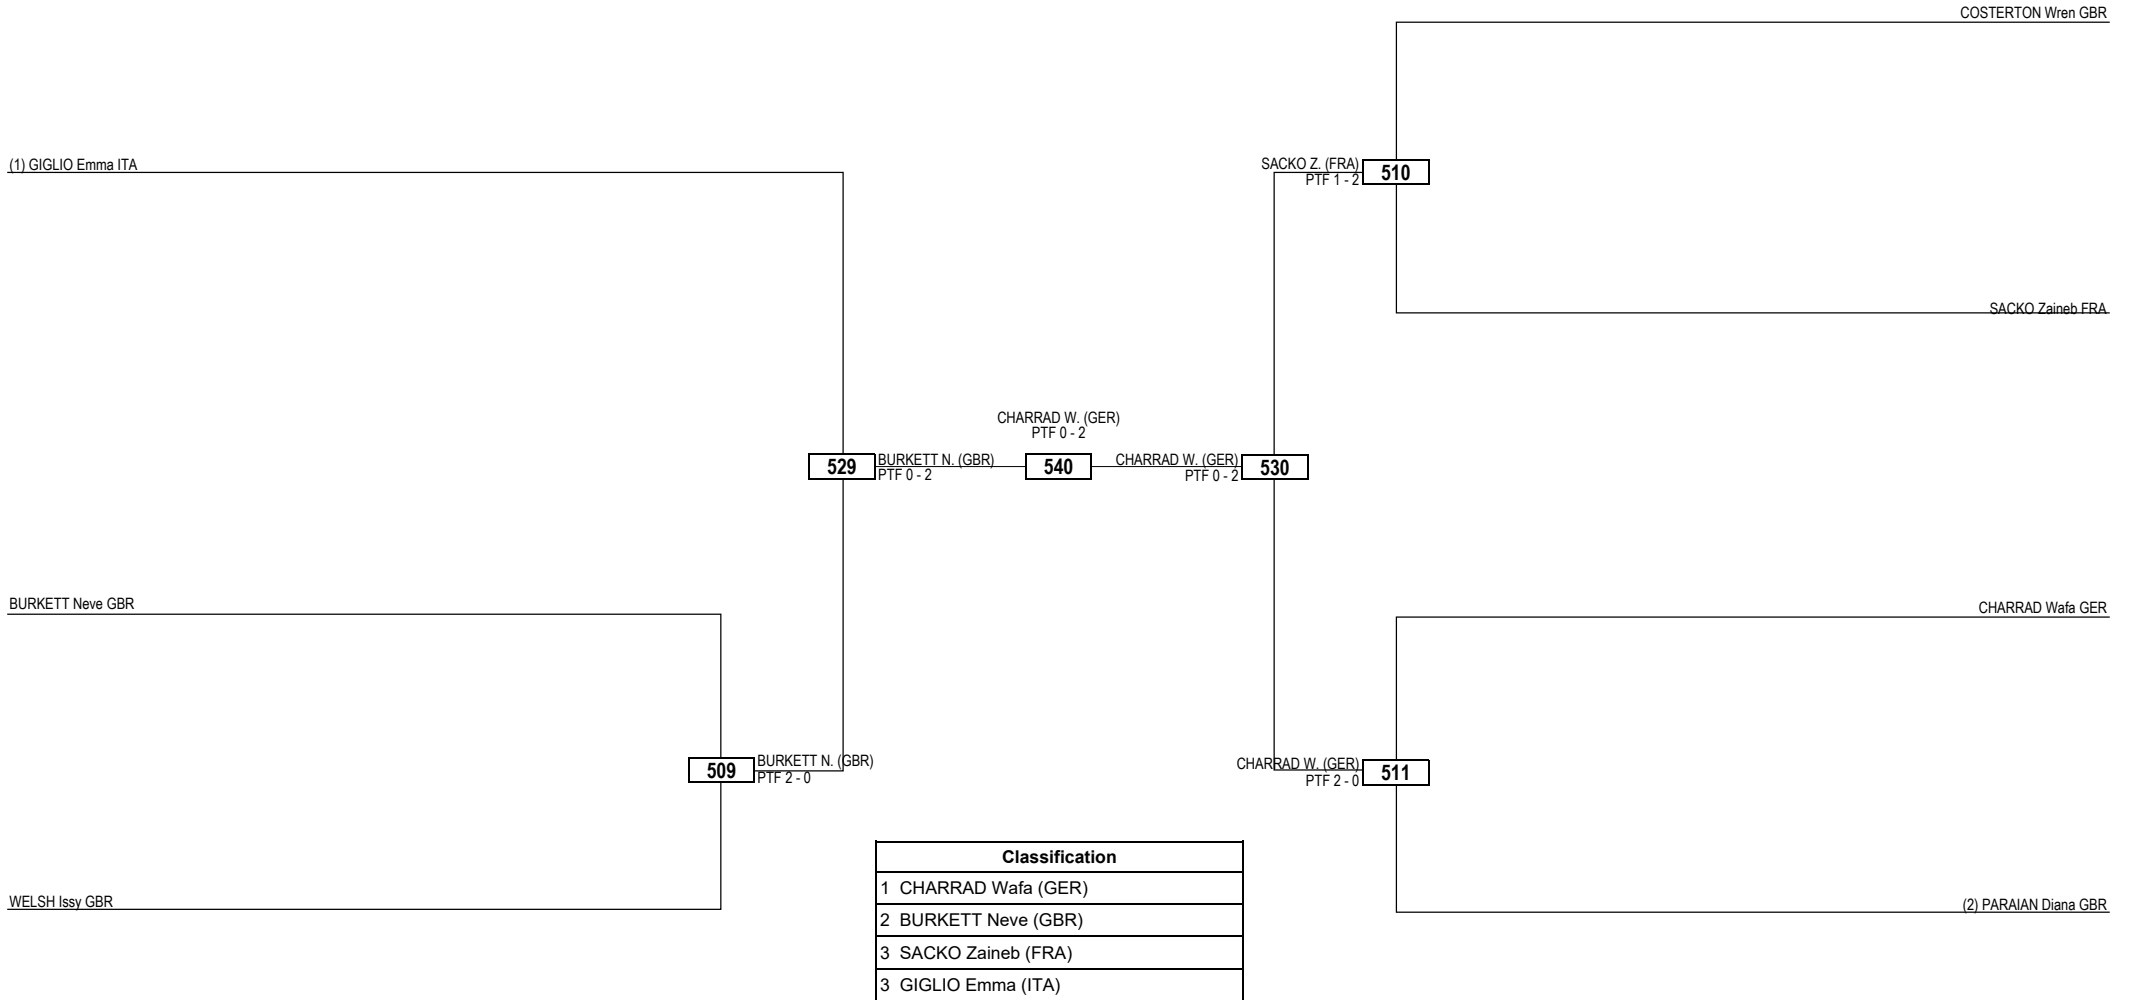 COSTERTON Wren GBR
(1) GIGLIO Emma ITA
SACKO Z. (FRA)
PTF 1 - 2
510
SACKO Zaineb FRA
CHARRAD W. (GER)
PTF 0 - 2
529
BURKETT N. (GBR)
PTF 0 - 2
540
CHARRAD W. (GER)
PTF 0 - 2
530
BURKETT Neve GBR
CHARRAD Wafa GER
509
BURKETT N. (GBR)
PTF 2 - 0
CHARRAD W. (GER)
PTF 2 - 0
511
WELSH Issy GBR
(2) PARAIAN Diana GBR
Classification
1 CHARRAD Wafa (GER)
2 BURKETT Neve (GBR)
3 SACKO Zaineb (FRA)
3 GIGLIO Emma (ITA)